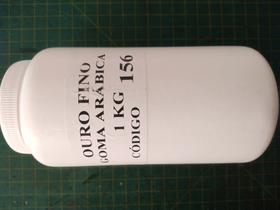 OURO FINO
GOMA ARÁBICA
1 KG
CÓDIGO 156